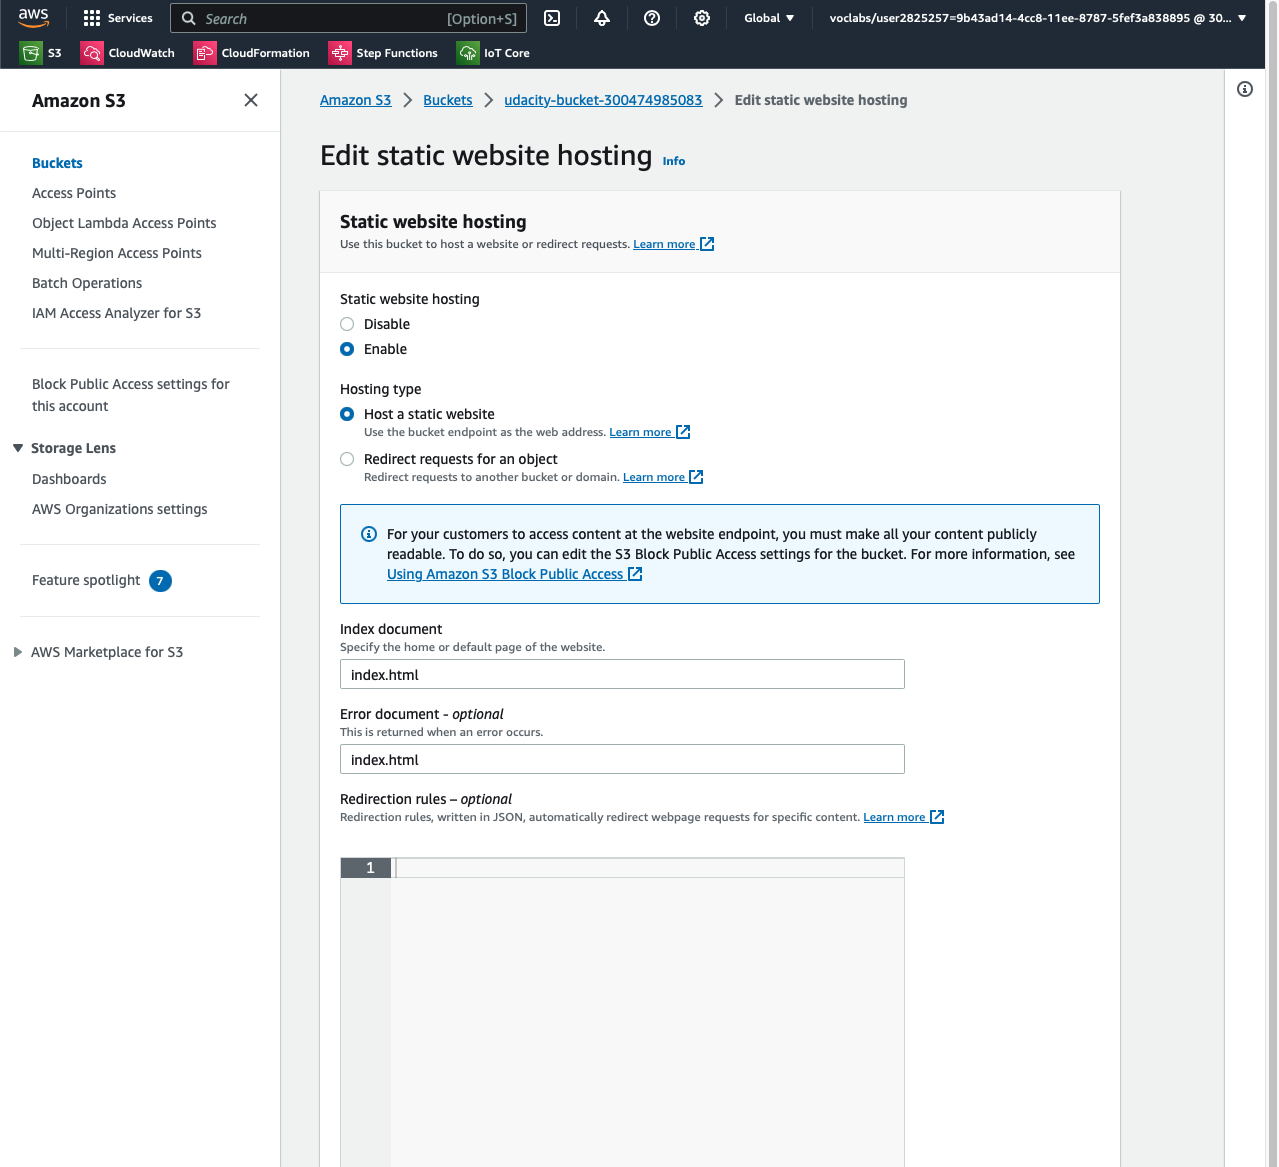 aws
Services
Search
[Option+S]
Global
voclabs/user2825257=9b43ad14-4cc8-11ee-8787-5fef3a838895 @ 30...
S3
CloudWatch
CloudFormation
Step Functions
IoT Core
Amazon S3
Buckets
Access Points
Object Lambda Access Points
Multi-Region Access Points
Batch Operations
IAM Access Analyzer for S3
Block Public Access settings for
this account
Storage Lens
Dashboards
AWS Organizations settings
Feature spotlight 7
AWS Marketplace for S3
Amazon S3
Buckets
udacity-bucket-300474985083
Edit static website hosting
Edit static website hosting Info
Static website hosting
Use this bucket to host a website or redirect requests. Learn more
Static website hosting
Disable
Enable
Hosting type
Host a static website
Use the bucket endpoint as the web address. Learn more
Redirect requests for an object
Redirect requests to another bucket or domain. Learn more
For your customers to access content at the website endpoint, you must make all your content publicly
readable. To do so, you can edit the S3 Block Public Access settings for the bucket. For more information, see
Using Amazon S3 Block Public Access
Index document
Specify the home or default page of the website.
index.html
Error document - optional
This is returned when an error occurs.
index.html
Redirection rules – optional
Redirection rules, written in JSON, automatically redirect webpage requests for specific content. Learn more
1